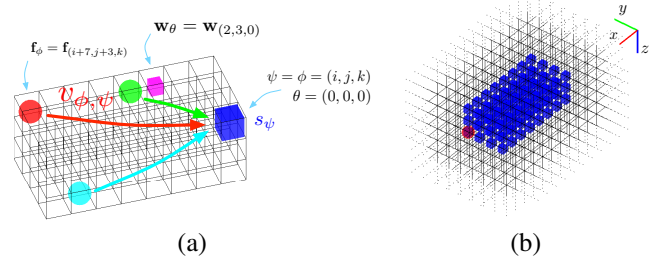 𝐰_θ = 𝐰_(2,3,0)
𝐟_ϕ = 𝐟_(i+7,j+3,k)
v_ϕ,ψ
ψ = ϕ = (i, j, k)
θ = (0, 0, 0)
s_ψ
(a)
y
x
z
(b)